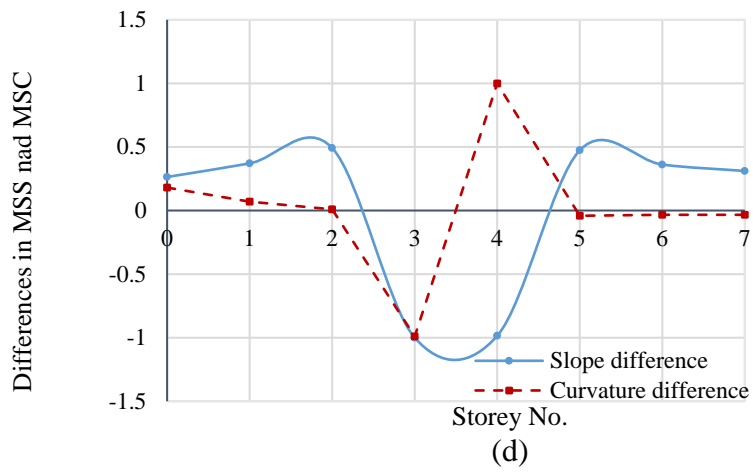 Differences in MSS nad MSC
1.5
1
0.5
0
-0.5
-1
-1.5
0 1 2 3 4 5 6 7
Slope difference
Curvature difference
Storey No.
(d)